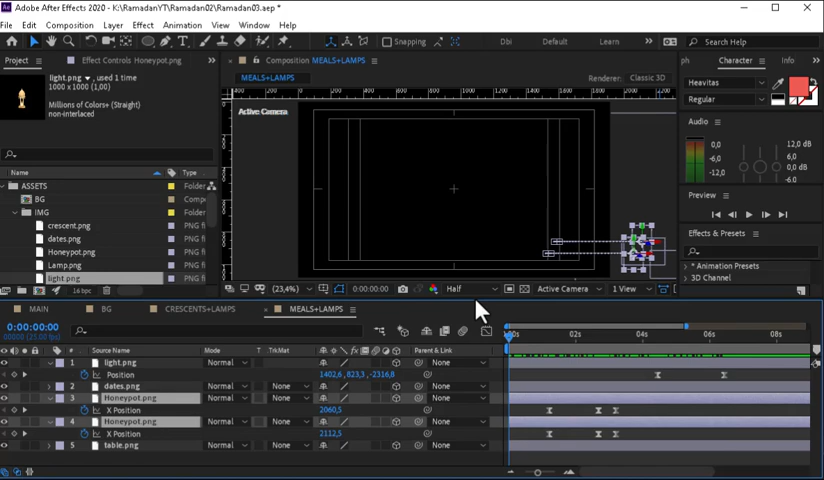 Adobe After Effects 2020 - K:\RamadanYT\Ramadan02\Ramadan03.aep *
File Edit Composition Layer Effect Animation View Window Help
Snapping Dbi Default Learn Search Help
Project Effect Controls Honeypot.png Composition MEALS+LAMPS Character Info
light.png , used 1 time
1000 x 1000 (1,00)
Millions of Colors+ (Straight)
non-interlaced
MEALS+LAMPS Renderer: Classic 3D
Active Camera
Heavitas
Regular
Audio
0,0
-6,0
-12,0
12,0 dB
6,0
0,0 dB
Name Type
ASSETS Folder
BG Compo
IMG Folder
crescent.png PNG fi
dates.png PNG fi
Honeypot.png PNG fi
Lamp.png PNG fi
light.png PNG fi
Preview
Effects & Presets
* Animation Presets
3D Channel
16 bpc (23,4%) 0:00:00:00 Half Active Camera 1 View
MAIN BG CRESCENTS+LAMPS MEALS+LAMPS
0:00:00:00
00000 (25.00 fps)
# Source Name Mode T TrkMat Parent & Link
02s 04s 06s 08s
1 light.png Normal None
Position 1402,6 ,823,3 ,-2316,8
2 dates.png Normal None None
3 Honeypot.png Normal None None
X Position 2060,5
4 Honeypot.png Normal None None
X Position 2112,5
5 table.png Normal None None